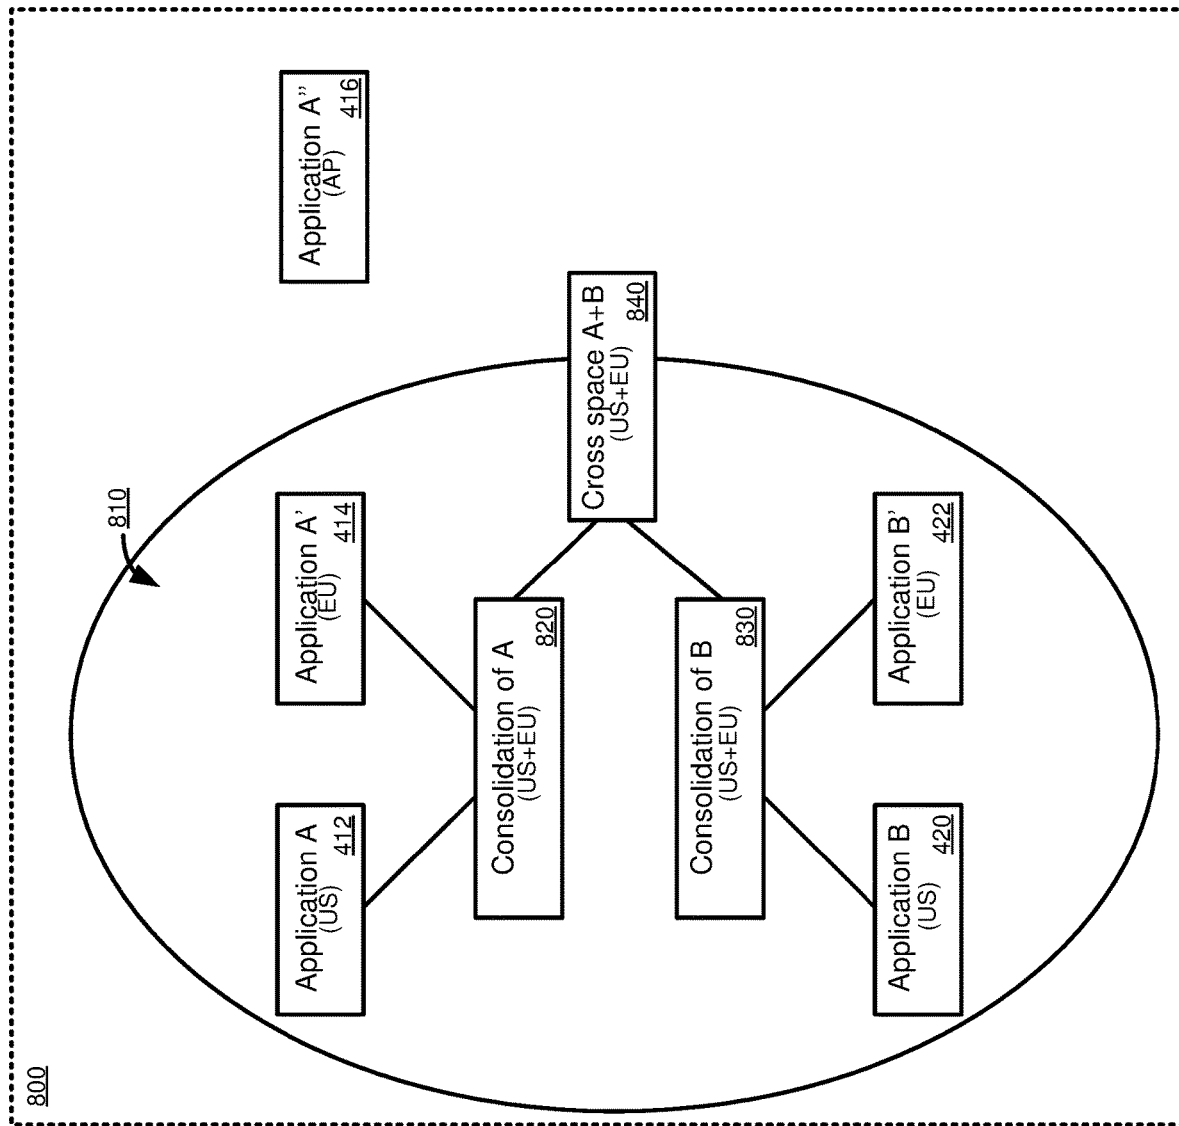 800
810
Application A
(US)
412
Application A'
(EU)
414
Application A"
(AP)
416
Consolidation of A
(US+EU)
820
Cross space A+B
(US+EU)
840
Consolidation of B
(US+EU)
830
Application B
(US)
420
Application B'
(EU)
422